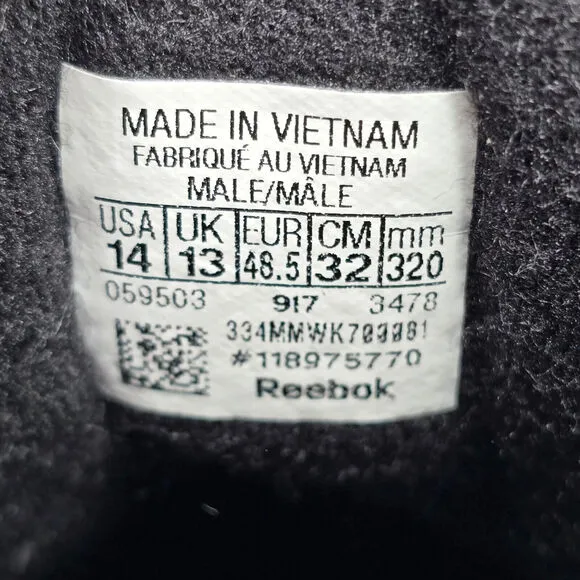 MADE IN VIETNAM
FABRIQUÉ AU VIETNAM
MALE/MÂLE
USA UK EUR CM mm
14 13 48.5 32 320
059503 917 3478
#118975770
Reebok